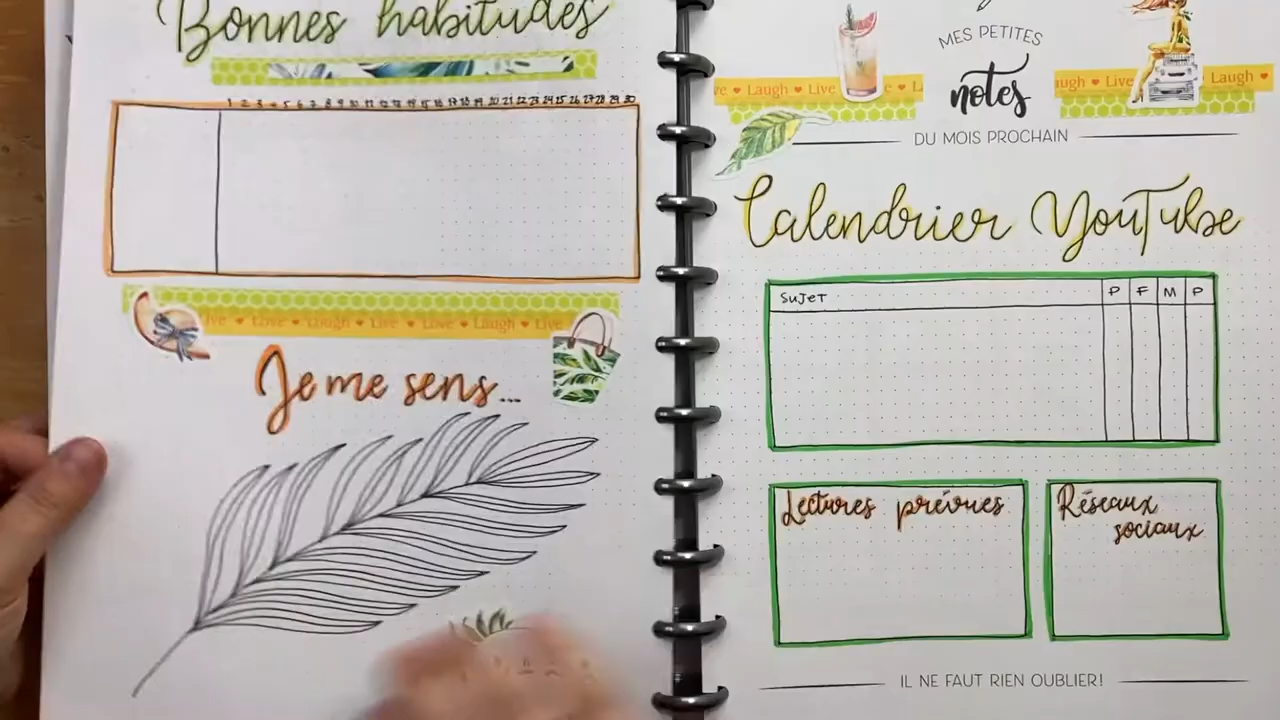 Bonnes habitudes
1 2 3 4 5 6 7 8 9 10 11 12 13 14 15 16 17 18 19 20 21 22 23 24 25 26 27 28 29 30
Live ♥ Love ♥ Laugh ♥ Live ♥ Love ♥ Laugh ♥ Live
Je me sens...
MES PETITES
notes
Laugh ♥ Live
Laugh ♥ Live
Laugh ♥
DU MOIS PROCHAIN
Calendrier YouTube
SUJET P F M P
Lectures prévues
Réseaux
sociaux
IL NE FAUT RIEN OUBLIER!